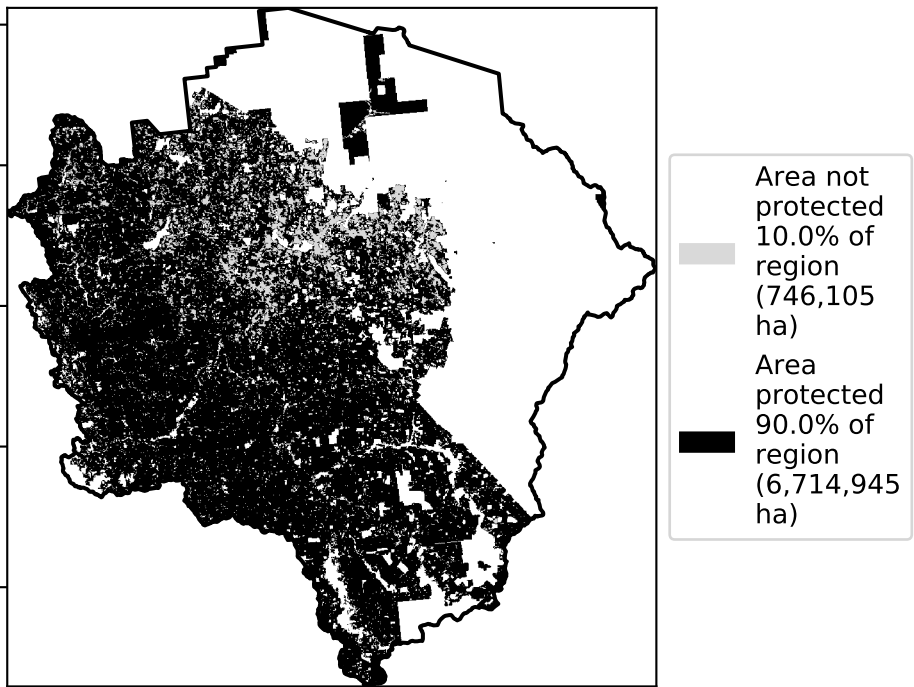 Area not
protected
10.0% of
region
(746,105
ha)
Area
protected
90.0% of
region
(6,714,945
ha)